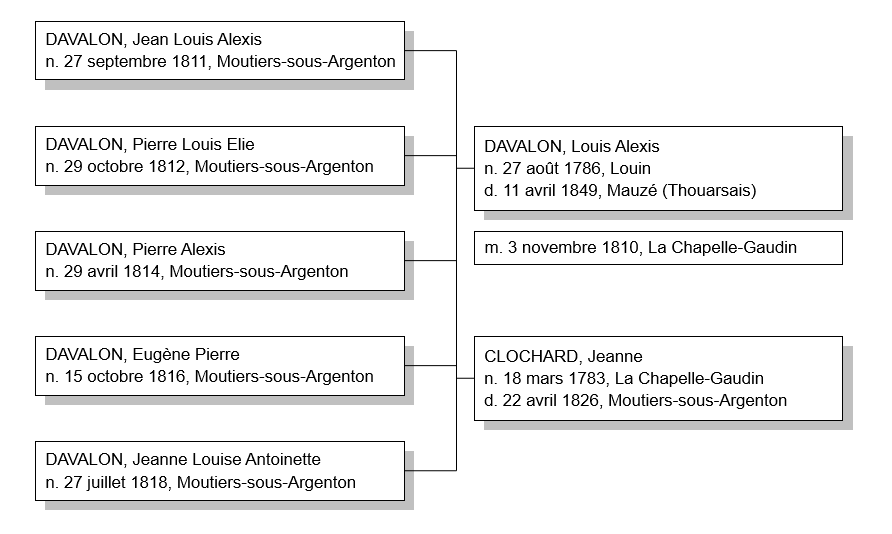 DAVALON, Jean Louis Alexis
n. 27 septembre 1811, Moutiers-sous-Argenton
DAVALON, Pierre Louis Elie
n. 29 octobre 1812, Moutiers-sous-Argenton
DAVALON, Pierre Alexis
n. 29 avril 1814, Moutiers-sous-Argenton
DAVALON, Eugène Pierre
n. 15 octobre 1816, Moutiers-sous-Argenton
DAVALON, Jeanne Louise Antoinette
n. 27 juillet 1818, Moutiers-sous-Argenton
DAVALON, Louis Alexis
n. 27 août 1786, Louin
d. 11 avril 1849, Mauzé (Thouarsais)
m. 3 novembre 1810, La Chapelle-Gaudin
CLOCHARD, Jeanne
n. 18 mars 1783, La Chapelle-Gaudin
d. 22 avril 1826, Moutiers-sous-Argenton